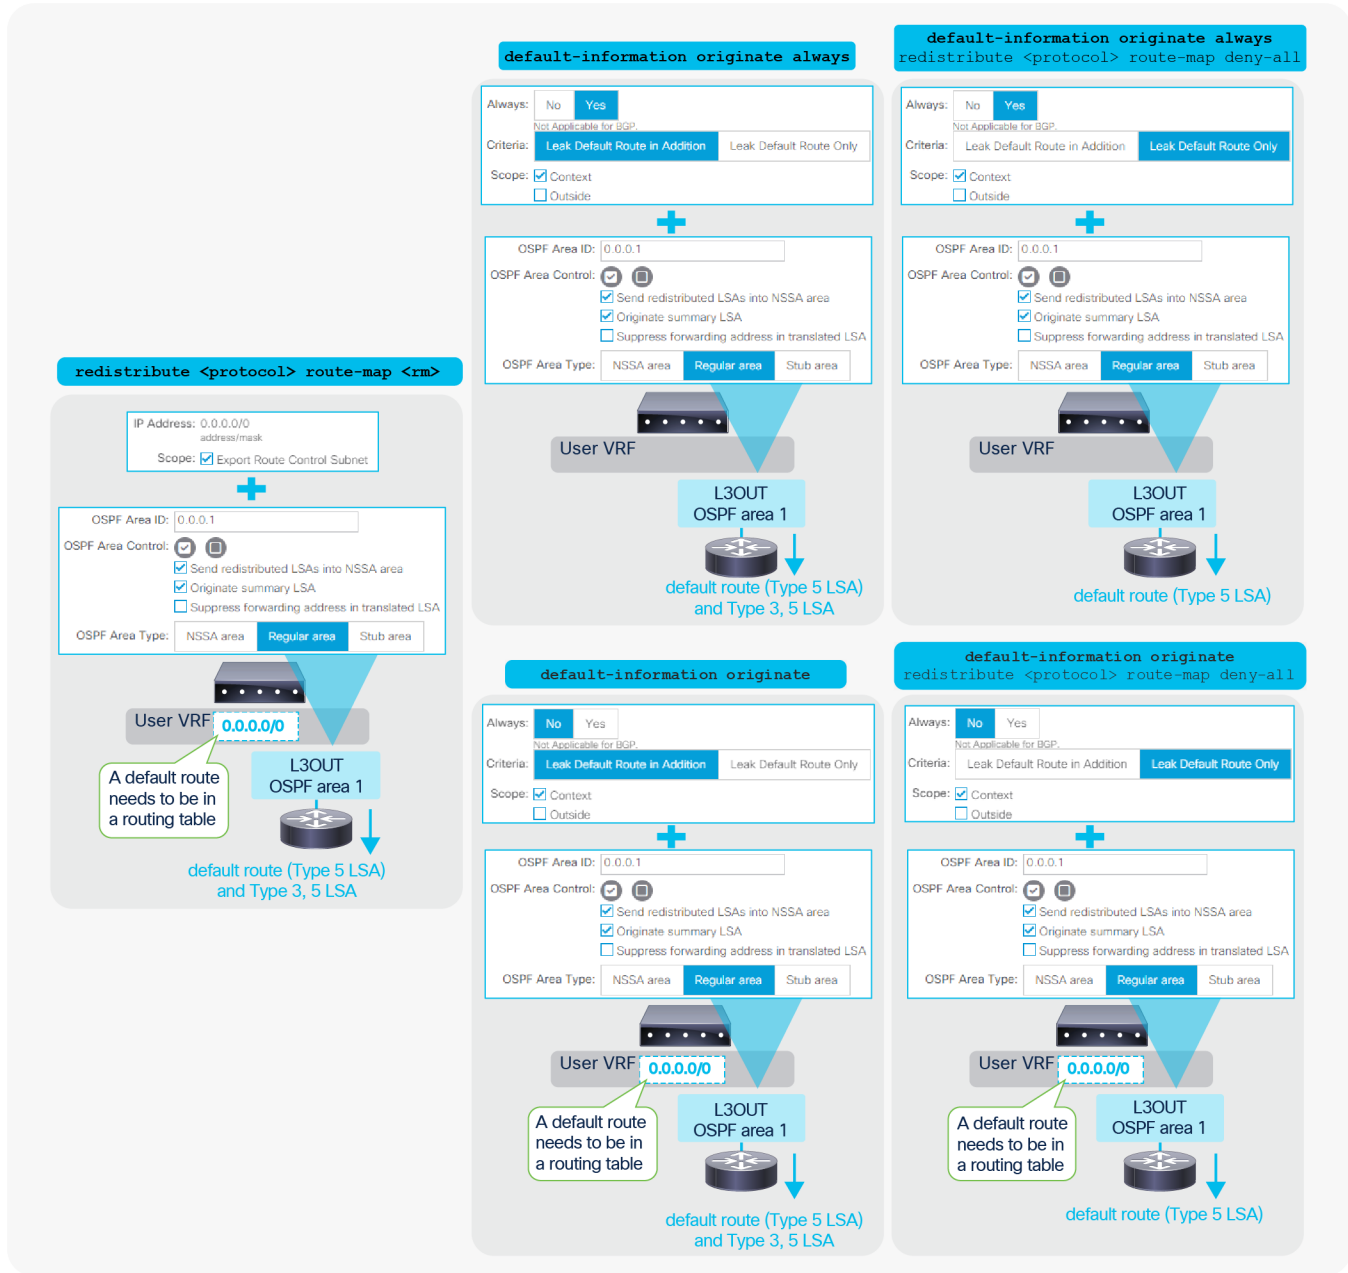 redistribute <protocol> route-map <rm>
IP Address: 0.0.0.0/0
address/mask
Scope: Export Route Control Subnet
OSPF Area ID: 0.0.0.1
OSPF Area Control:
Send redistributed LSAs into NSSA area
Originate summary LSA
Suppress forwarding address in translated LSA
OSPF Area Type: NSSA area Regular area Stub area
User VRF 0.0.0.0/0
A default route
needs to be in
a routing table
L3OUT
OSPF area 1
default route (Type 5 LSA)
and Type 3, 5 LSA
default-information originate always
Always: No Yes
Not Applicable for BGP.
Criteria: Leak Default Route in Addition Leak Default Route Only
Scope: Context
Outside
OSPF Area ID: 0.0.0.1
OSPF Area Control:
Send redistributed LSAs into NSSA area
Originate summary LSA
Suppress forwarding address in translated LSA
OSPF Area Type: NSSA area Regular area Stub area
User VRF
L3OUT
OSPF area 1
default route (Type 5 LSA)
and Type 3, 5 LSA
default-information originate always
redistribute <protocol> route-map deny-all
Always: No Yes
Not Applicable for BGP.
Criteria: Leak Default Route in Addition Leak Default Route Only
Scope: Context
Outside
OSPF Area ID: 0.0.0.1
OSPF Area Control:
Send redistributed LSAs into NSSA area
Originate summary LSA
Suppress forwarding address in translated LSA
OSPF Area Type: NSSA area Regular area Stub area
User VRF
L3OUT
OSPF area 1
default route (Type 5 LSA)
default-information originate
Always: No Yes
Not Applicable for BGP.
Criteria: Leak Default Route in Addition Leak Default Route Only
Scope: Context
Outside
OSPF Area ID: 0.0.0.1
OSPF Area Control:
Send redistributed LSAs into NSSA area
Originate summary LSA
Suppress forwarding address in translated LSA
OSPF Area Type: NSSA area Regular area Stub area
User VRF 0.0.0.0/0
A default route
needs to be in
a routing table
L3OUT
OSPF area 1
default route (Type 5 LSA)
and Type 3, 5 LSA
default-information originate
redistribute <protocol> route-map deny-all
Always: No Yes
Not Applicable for BGP.
Criteria: Leak Default Route in Addition Leak Default Route Only
Scope: Context
Outside
OSPF Area ID: 0.0.0.1
OSPF Area Control:
Send redistributed LSAs into NSSA area
Originate summary LSA
Suppress forwarding address in translated LSA
OSPF Area Type: NSSA area Regular area Stub area
User VRF 0.0.0.0/0
A default route
needs to be in
a routing table
L3OUT
OSPF area 1
default route (Type 5 LSA)